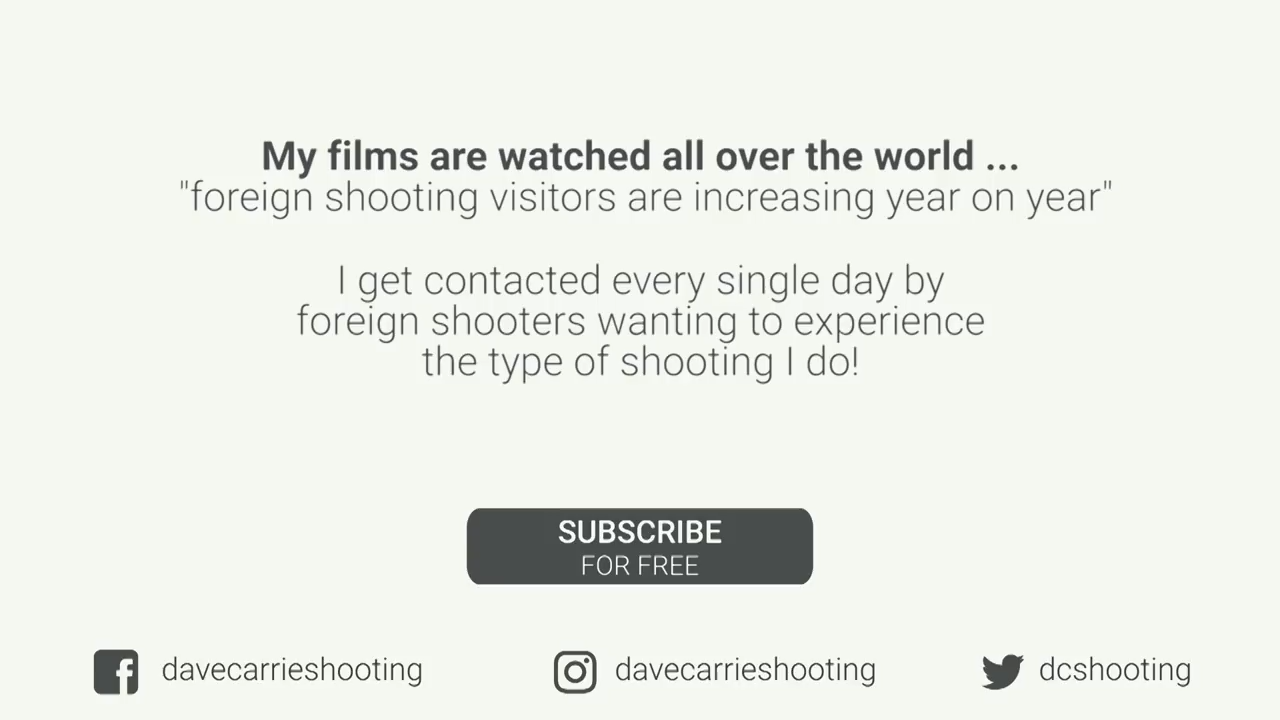 My films are watched all over the world ...
"foreign shooting visitors are increasing year on year"
I get contacted every single day by
foreign shooters wanting to experience
the type of shooting I do!
SUBSCRIBE
FOR FREE
davecarrieshooting
davecarrieshooting
dcshooting